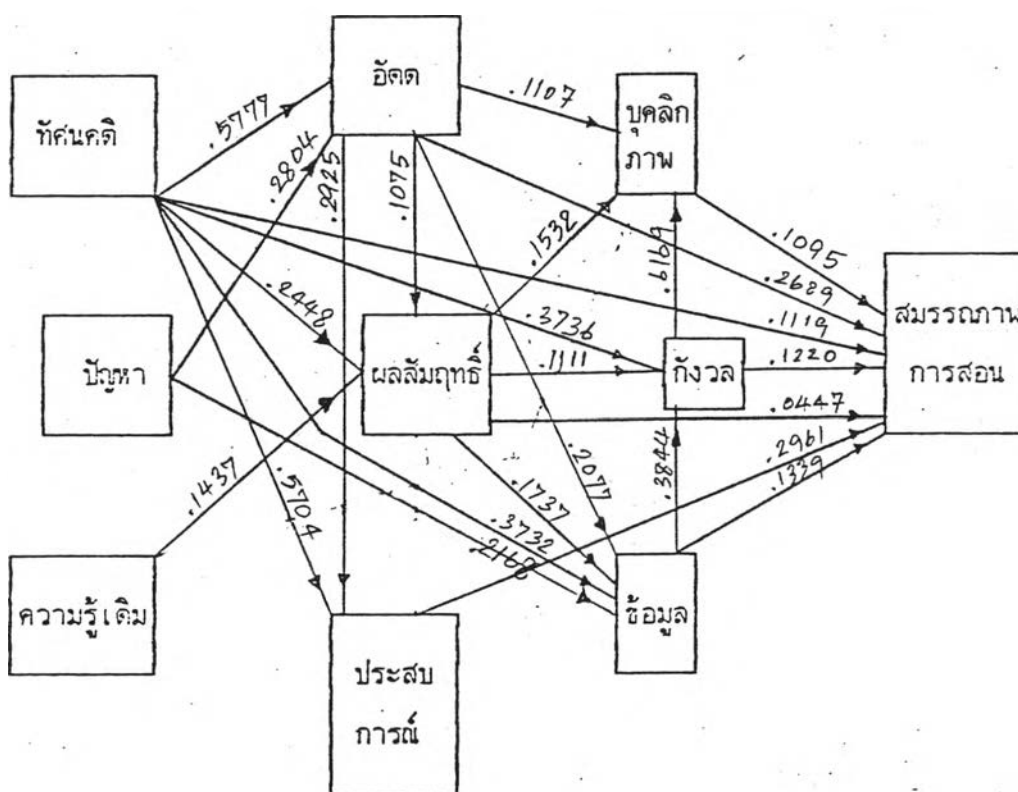 อัตต
.1107
บุคลิก
ภาพ
ทัศนคติ
.5777
.2804
.2925
.1075
.1532
.6169
.1095
.2689
.1119
.1220
สมรรถภาพ
การสอน
.2448
.3736
.1111
ปัญหา
ผลสัมฤทธิ์
กังวล
.0447
.2961
.1339
.3844
.2077
.1437
.5704
.1737
.3732
.2168
ความรู้เดิม
ข้อมูล
ประสบ
การณ์